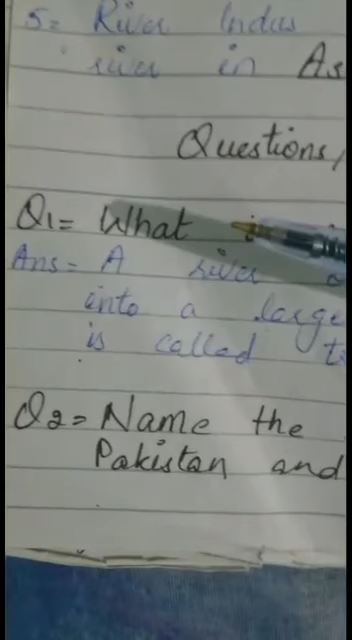 5= River Indus
river in As
Questions/
Q1= What i
Ans= A river
into a large
is called t
Q2= Name the
Pakistan and